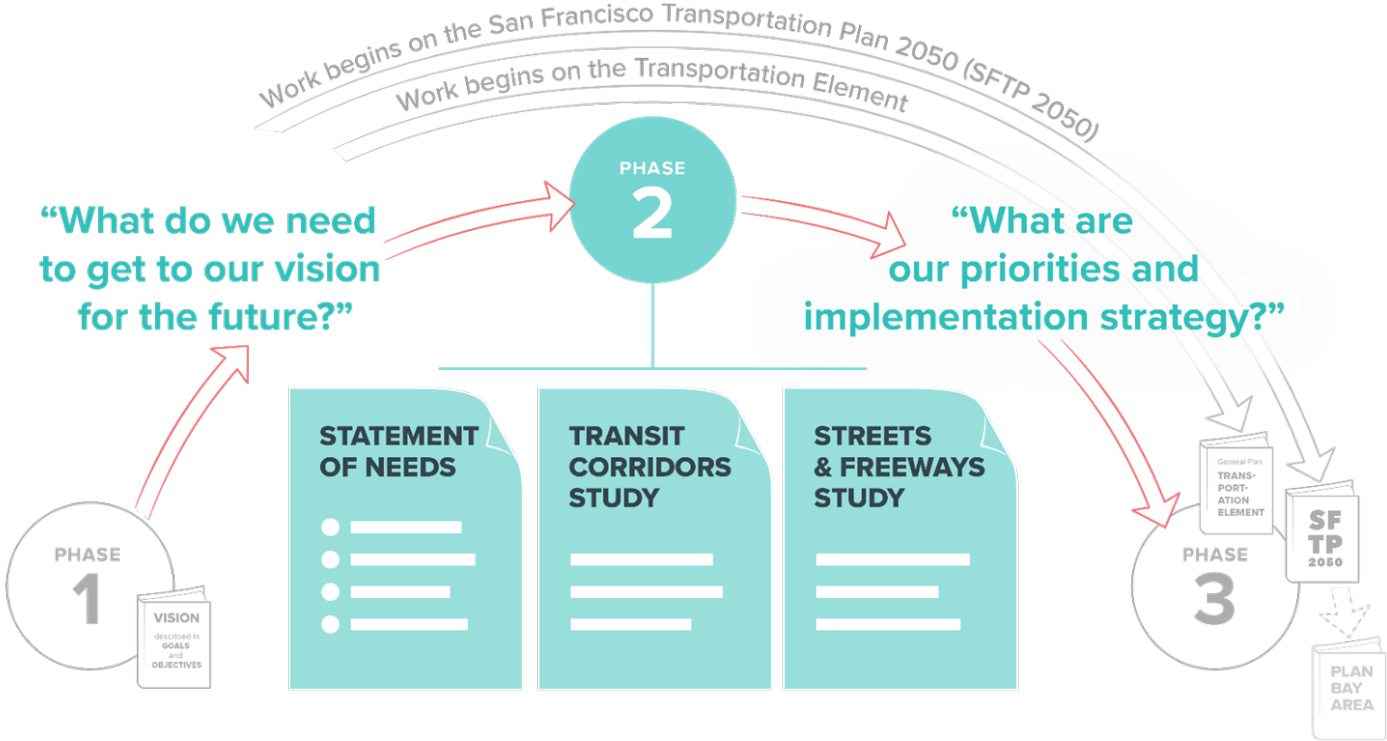 Work begins on the San Francisco Transportation Plan 2050 (SFTP 2050)
Work begins on the Transportation Element
“What do we need
to get to our vision
for the future?”
PHASE
2
“What are
our priorities and
implementation strategy?”
STATEMENT
OF NEEDS
TRANSIT
CORRIDORS
STUDY
STREETS
& FREEWAYS
STUDY
PHASE
1
VISION
described in
GOALS
and
OBJECTIVES
PHASE
3
General Plan
TRANS-
PORT-
ATION
ELEMENT
SF
TP
2050
PLAN
BAY
AREA